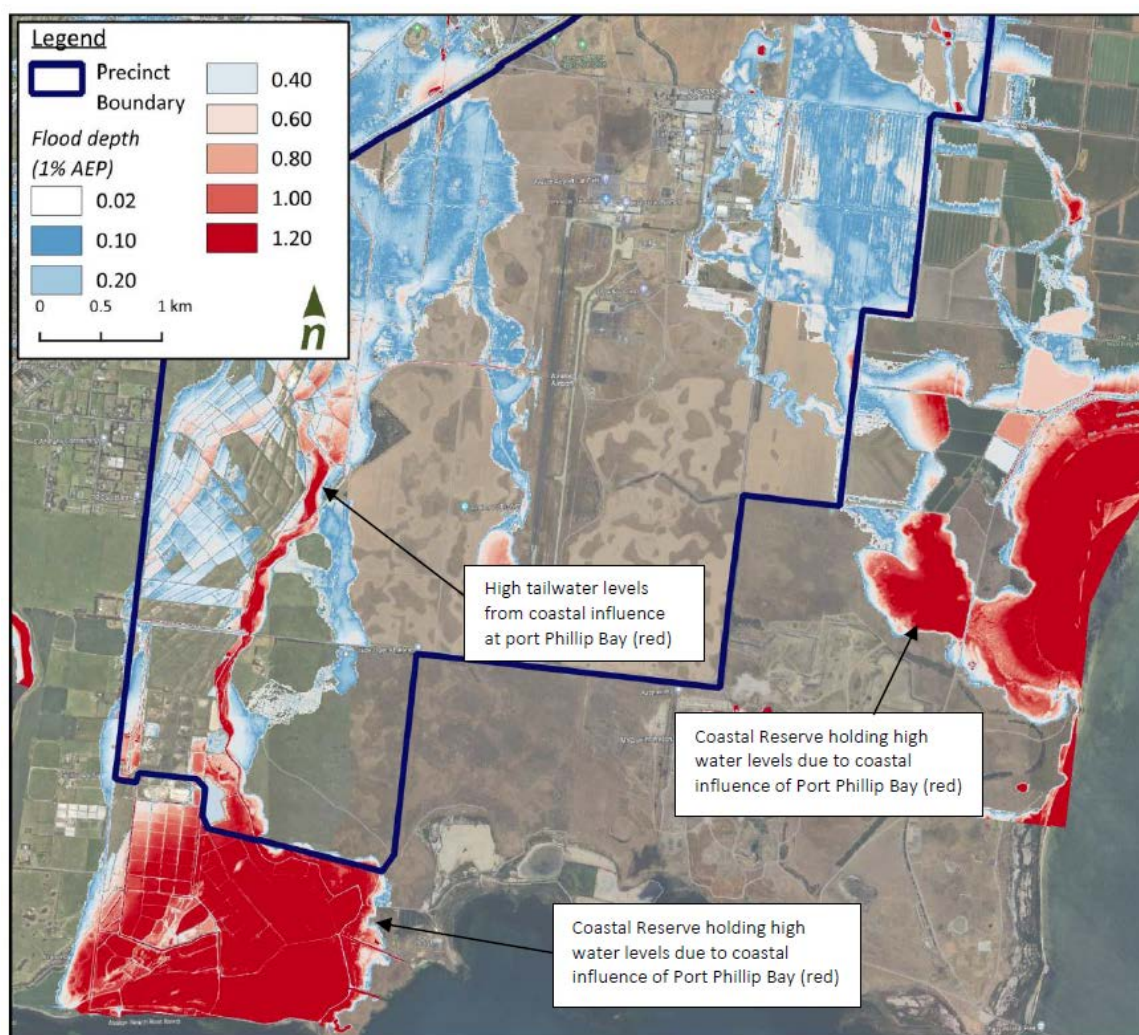 Legend
Precinct
Boundary
Flood depth
(1% AEP)
0.02
0.10
0.20
0.40
0.60
0.80
1.00
1.20
0 0.5 1 km
n
High tailwater levels
from coastal influence
at port Phillip Bay (red)
Coastal Reserve holding high
water levels due to coastal
influence of Port Phillip Bay (red)
Coastal Reserve holding high
water levels due to coastal
influence of Port Phillip Bay (red)